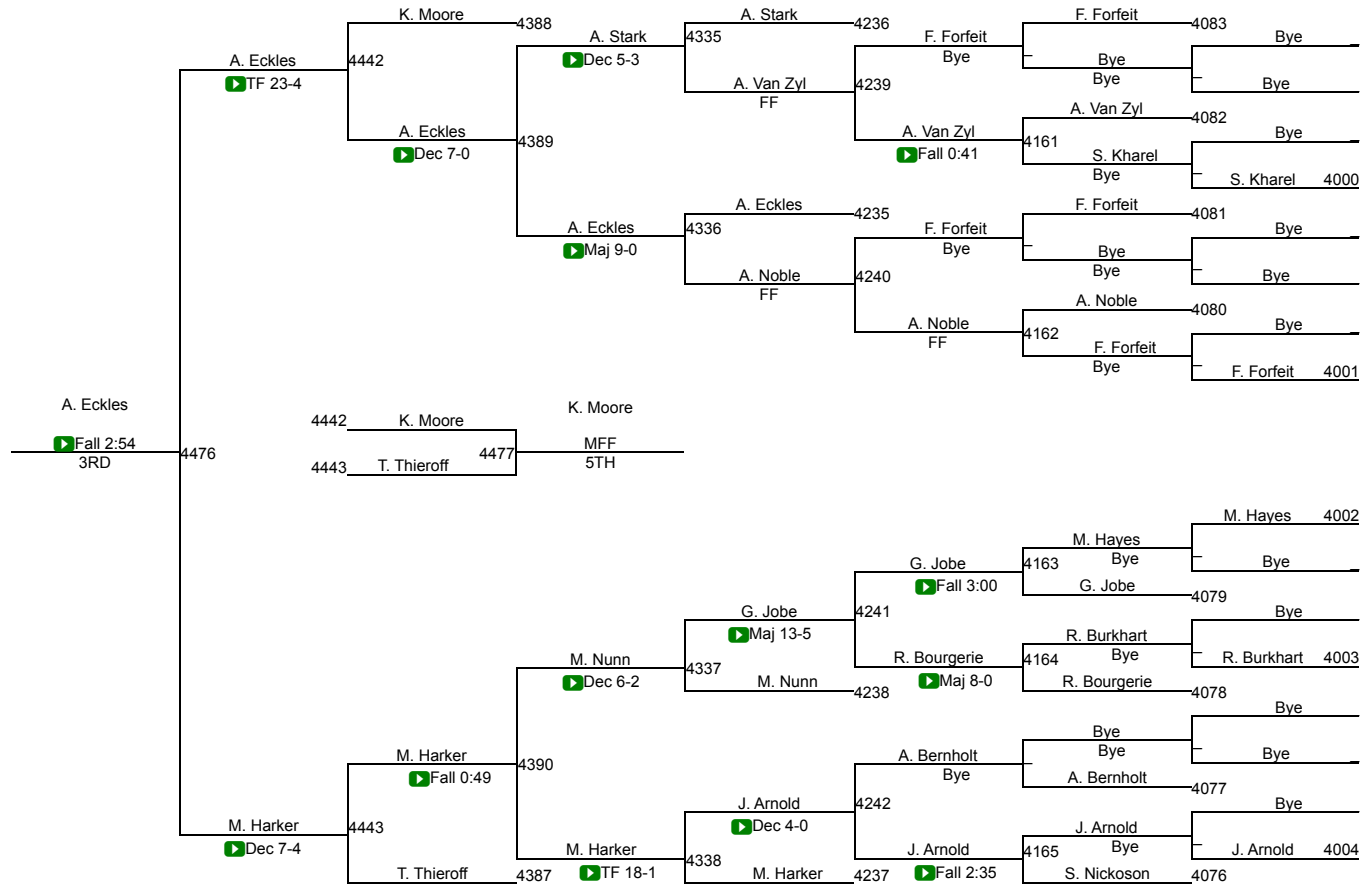 K. Moore 4388 A. Stark 4236 F. Forfeit 4083
A. Stark 4335 F. Forfeit Bye
A. Eckles 4442 Dec 5-3 Bye Bye
TF 23-4 A. Van Zyl 4239 Bye Bye
FF
A. Van Zyl 4082
A. Eckles 4389 A. Van Zyl 4161 Bye
Dec 7-0 Fall 0:41 S. Kharel
Bye S. Kharel 4000
A. Eckles 4235 F. Forfeit 4081
A. Eckles 4336 F. Forfeit Bye
Maj 9-0 Bye Bye
A. Noble 4240 Bye Bye
FF
A. Noble 4080
A. Noble 4162 Bye
FF F. Forfeit
Bye F. Forfeit 4001
A. Eckles K. Moore
4442 K. Moore
Fall 2:54 4476 4477 MFF
3RD 4443 T. Thieroff 5TH
M. Hayes 4002
M. Hayes
G. Jobe 4163 Bye Bye
Fall 3:00 G. Jobe 4079
G. Jobe 4241 Bye
Maj 13-5 R. Burkhart
M. Nunn 4337 R. Bourgerie 4164 Bye R. Burkhart 4003
Dec 6-2 M. Nunn 4238 Maj 8-0 R. Bourgerie 4078
Bye
Bye
M. Harker 4390 A. Bernholt Bye Bye
Fall 0:49 Bye A. Bernholt 4077
J. Arnold 4242 Bye
M. Harker 4443 Dec 4-0 J. Arnold
Dec 7-4 M. Harker 4338 J. Arnold 4165 Bye J. Arnold 4004
T. Thieroff 4387 TF 18-1 M. Harker 4237 Fall 2:35 S. Nickoson 4076